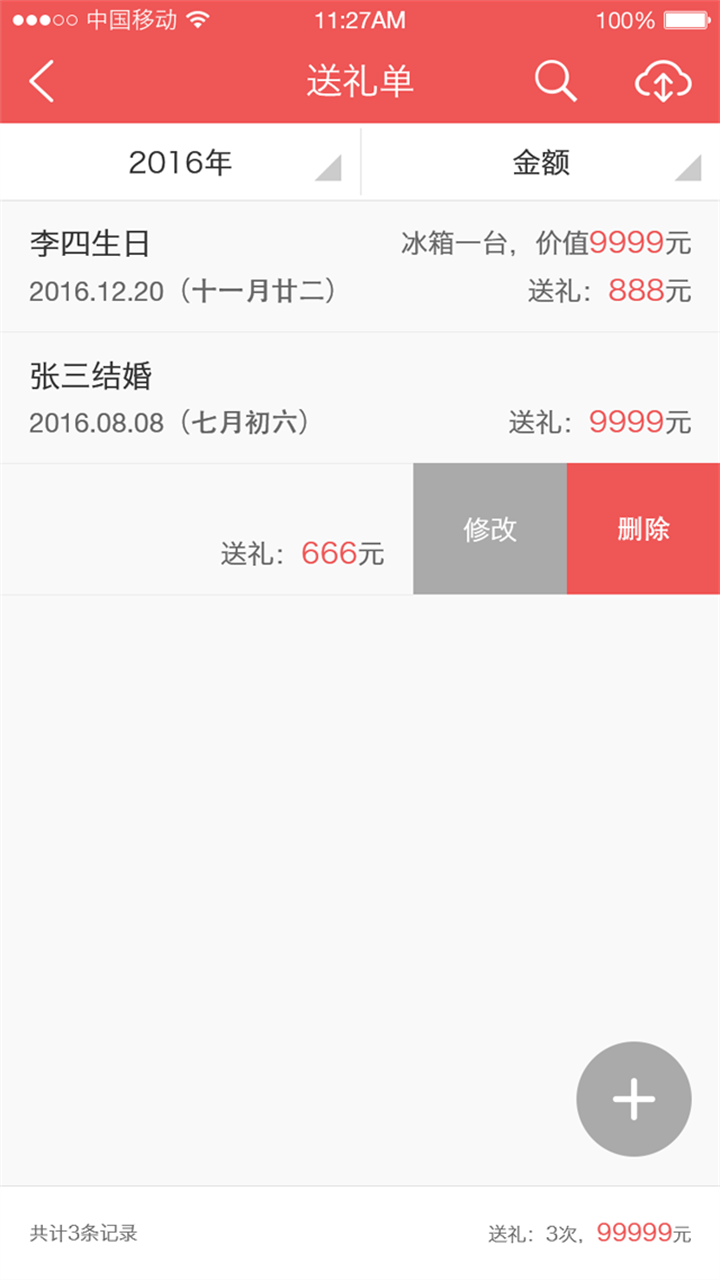 中国移动 11:27AM 100%
送礼单
2016年 金额
李四生日 冰箱一台，价值9999元
2016.12.20（十一月廿二） 送礼：888元
张三结婚
2016.08.08（七月初六） 送礼：9999元
送礼：666元 修改 删除
共计3条记录 送礼：3次，99999元